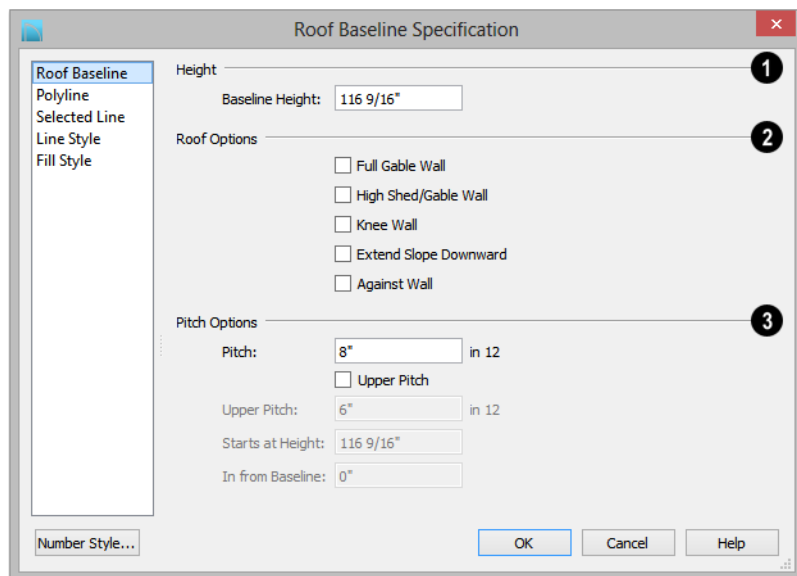 Roof Baseline Specification
Roof Baseline
Polyline
Selected Line
Line Style
Fill Style
Height
1
Baseline Height: 116 9/16"
Roof Options
2
Full Gable Wall
High Shed/Gable Wall
Knee Wall
Extend Slope Downward
Against Wall
Pitch Options
3
Pitch: 8" in 12
Upper Pitch
Upper Pitch: 6" in 12
Starts at Height: 116 9/16"
In from Baseline: 0"
Number Style... OK Cancel Help